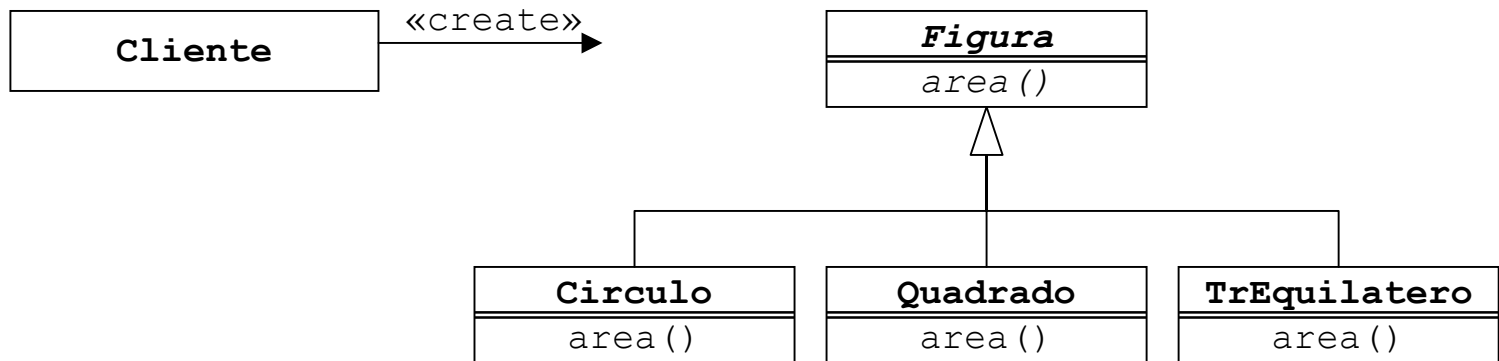 Cliente
«create»
Figura
area()
Circulo
area()
Quadrado
area()
TrEquilatero
area()